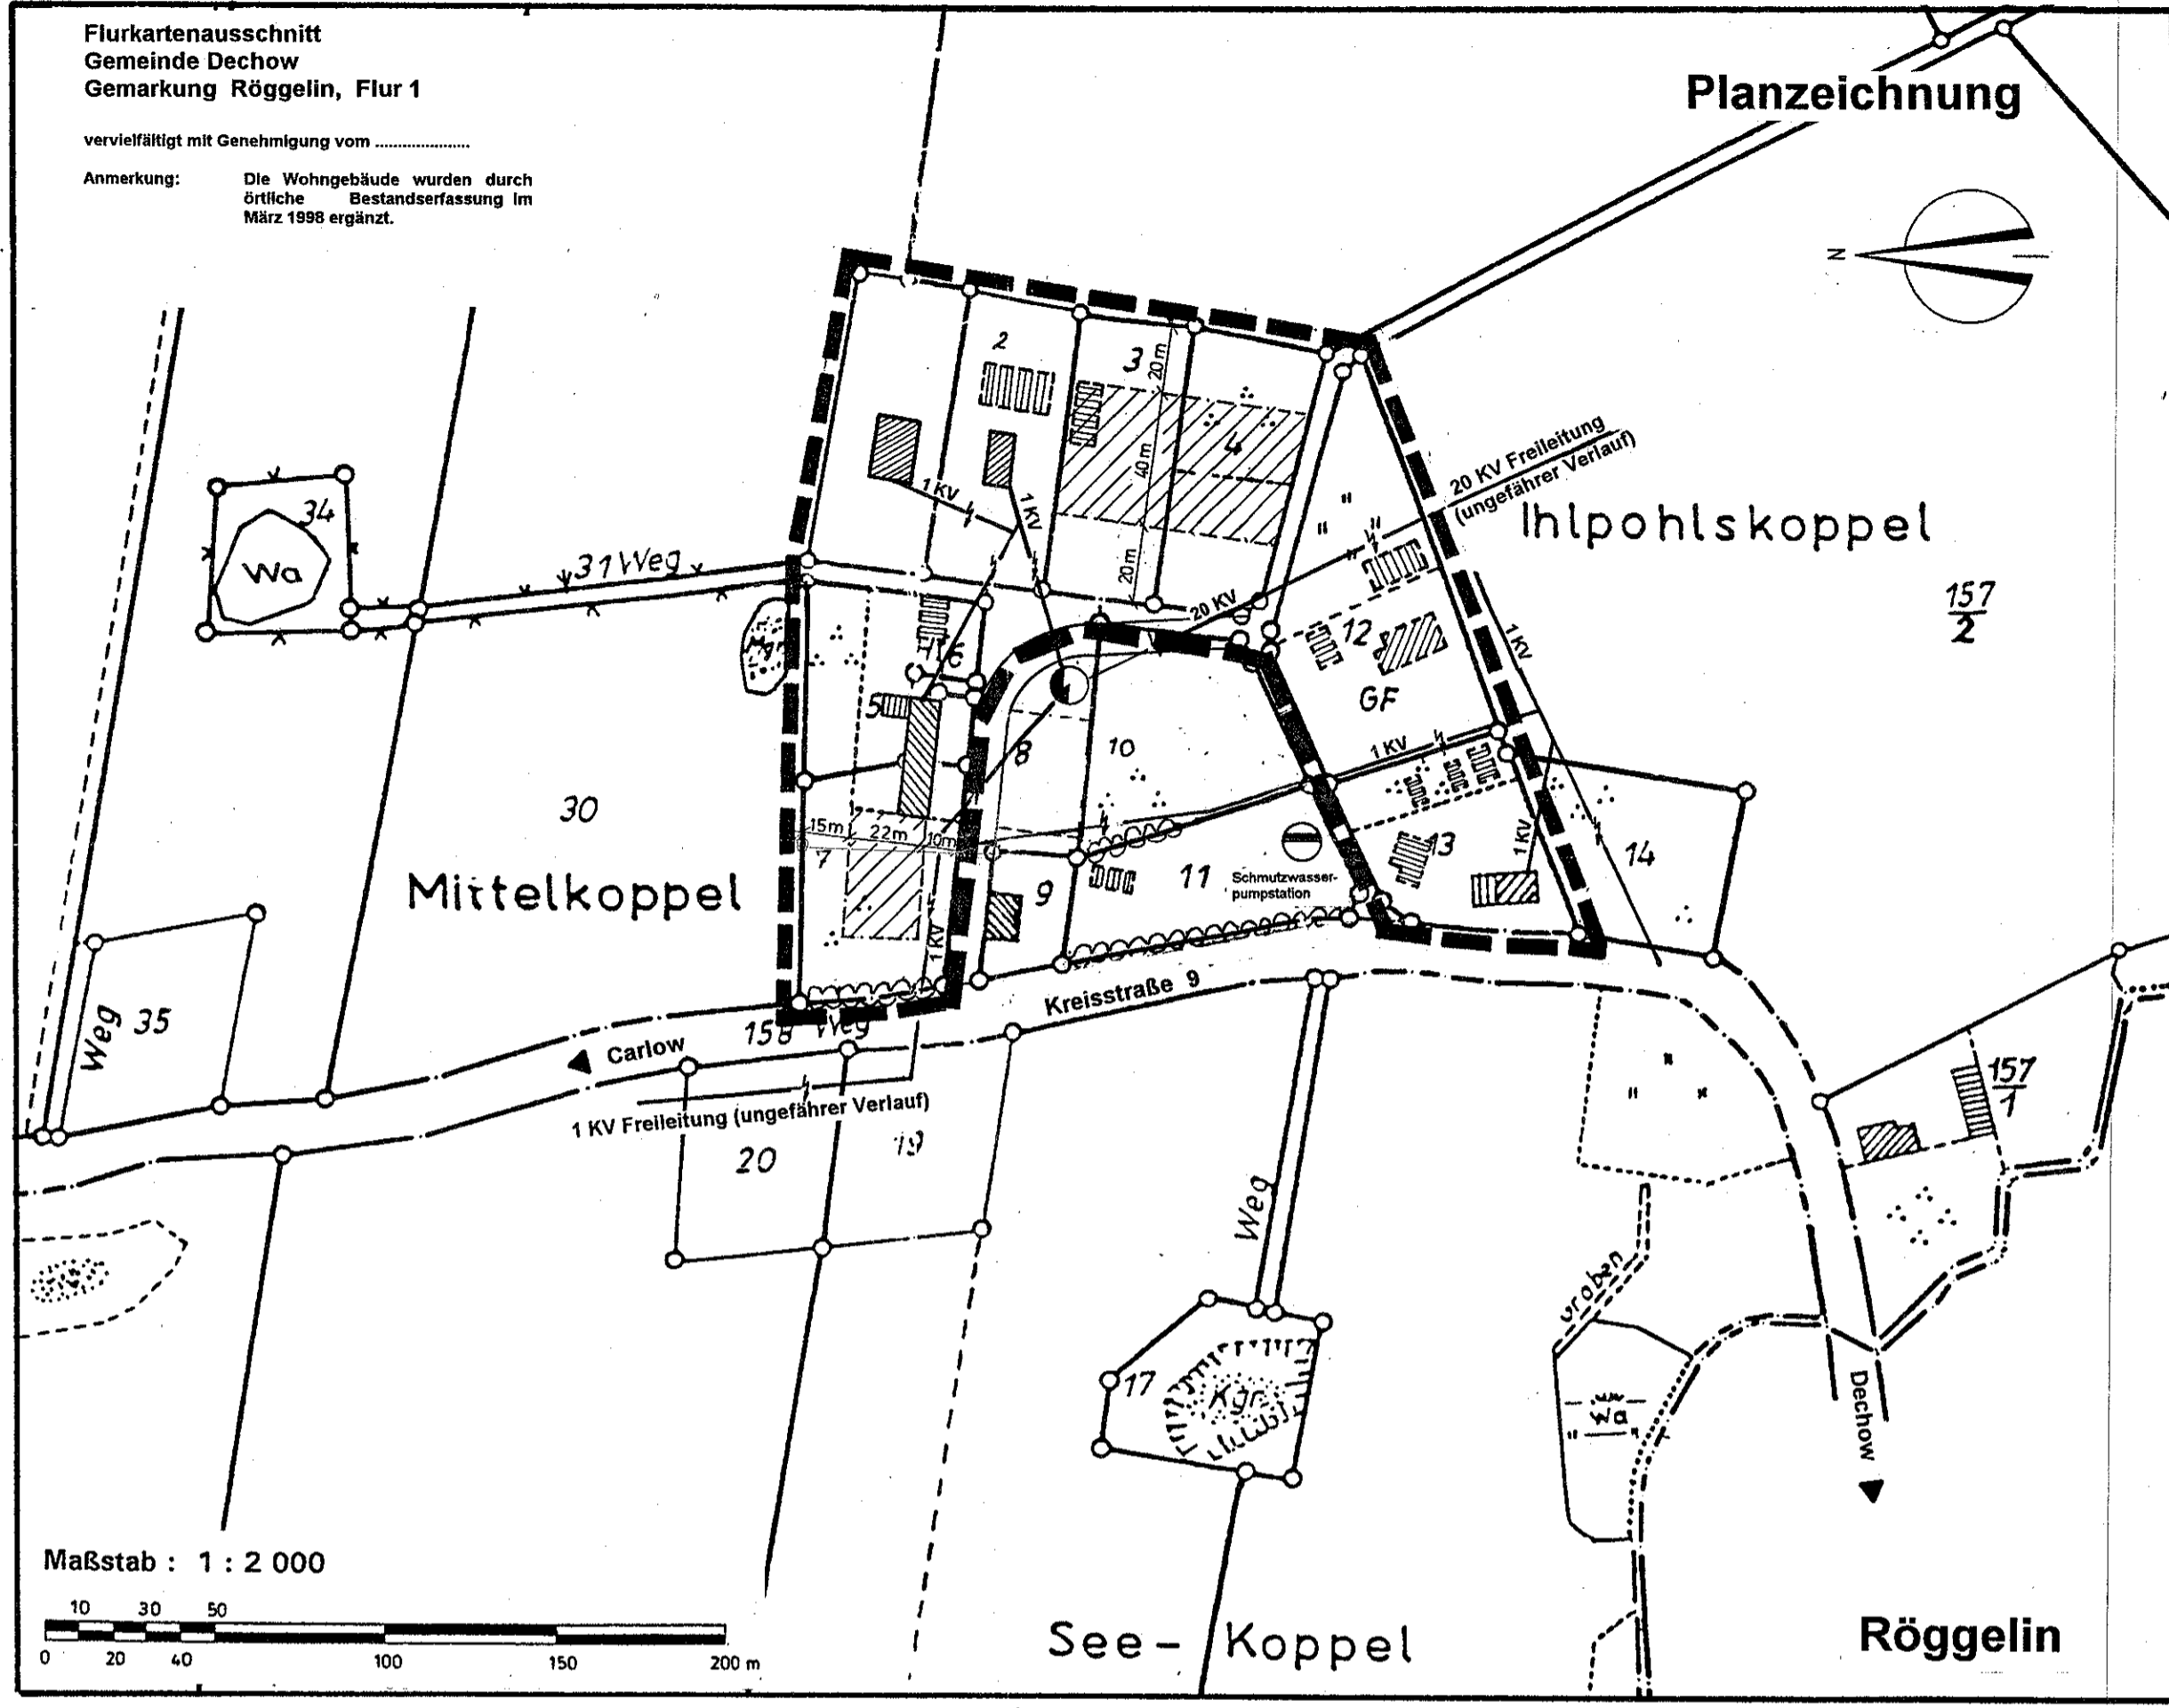 Flurkartenausschnitt
Gemeinde Dechow
Gemarkung Röggelin, Flur 1
vervielfältigt mit Genehmigung vom .....................
Anmerkung: Die Wohngebäude wurden durch
örtliche Bestandserfassung im
März 1998 ergänzt.
Planzeichnung
N
2
3
20 m
4
40 m
20 m
1 KV
1 KV
20 KV Freileitung
(ungefährer Verlauf)
Ihlpohlskoppel
157
2
34
Wa
31 Weg
20 KV
12
1 KV
GF
6
5
8
10
1 KV
30
15m
22m
10m
7
Mittelkoppel
9
11
Schmutzwasser-
pumpstation
13
1 KV
14
1 KV
Weg
35
158 Weg
Carlow
Kreisstraße 9
1 KV Freileitung (ungefährer Verlauf)
20
19
157
1
Weg
Graben
17
Kgr.
Wa
Dechow
Maßstab : 1 : 2 000
10 30 50
0 20 40 100 150 200 m
See - Koppel
Röggelin